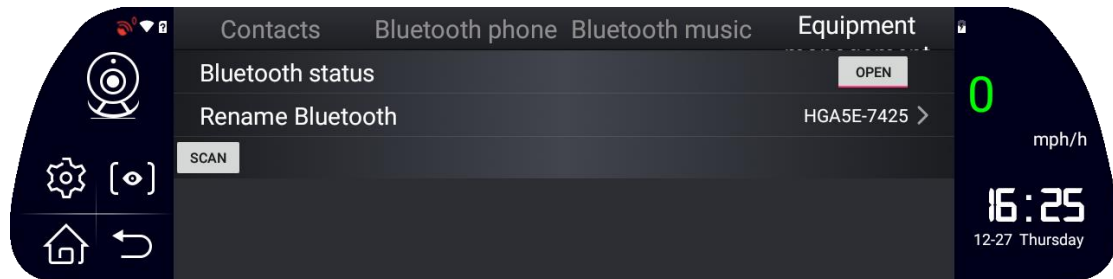 Contacts
Bluetooth phone
Bluetooth music
Equipment
management
Bluetooth status
OPEN
Rename Bluetooth
HGA5E-7425
SCAN
0
mph/h
16:25
12-27 Thursday